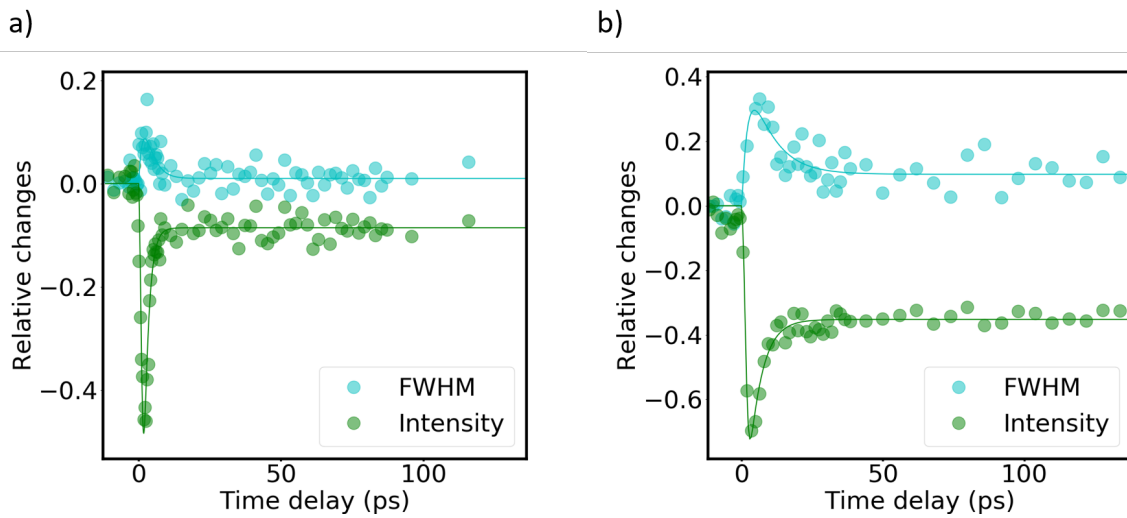 a)
0.2
0.0
−0.2
−0.4
Relative changes
FWHM
Intensity
0
50
100
Time delay (ps)
b)
0.4
0.2
0.0
−0.2
−0.4
−0.6
Relative changes
FWHM
Intensity
0
50
100
Time delay (ps)